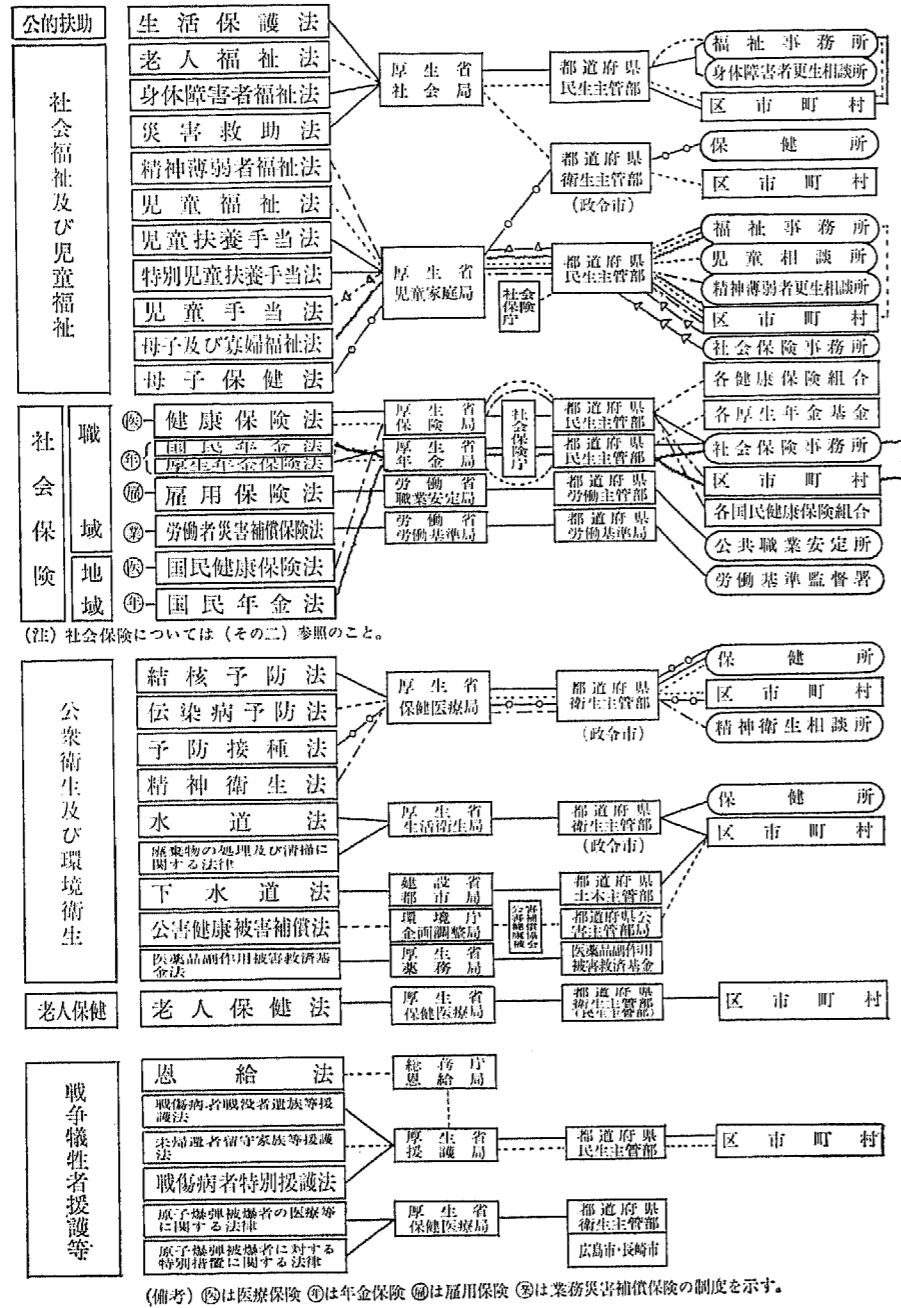 公的扶助
生活保護法
老人福祉法
身体障害者福祉法
災害救助法
厚生省
社会局
都道府県
民生主管部
福祉事務所
身体障害者更生相談所
区市町村
都道府県
衛生主管部
(政令市)
保健所
区市町村
社会福祉及び児童福祉
精神薄弱者福祉法
児童福祉法
児童扶養手当法
特別児童扶養手当法
児童手当法
母子及び寡婦福祉法
母子保健法
厚生省
児童家庭局
社会
保険
庁
都道府県
民生主管部
福祉事務所
児童相談所
精神薄弱者更生相談所
区市町村
社会保険事務所
社会保険
職域
地域
医 健康保険法
年 国民年金法
厚生年金保険法
雇 雇用保険法
業 労働者災害補償保険法
医 国民健康保険法
年 国民年金法
厚生省
保険局
厚生省
年金局
労働省
職業安定局
労働省
労働基準局
社会保険庁
都道府県
民生主管部
都道府県
民生主管部
都道府県
労働主管部
都道府県
労働基準局
各健康保険組合
各厚生年金基金
社会保険事務所
区市町村
各国民健康保険組合
公共職業安定所
労働基準監督署
(注) 社会保険については(その二)参照のこと。
公衆衛生及び環境衛生
結核予防法
伝染病予防法
予防接種法
精神衛生法
水道法
廃棄物の処理及び清掃に
関する法律
下水道法
公害健康被害補償法
医薬品副作用被害救済基
金法
厚生省
保健医療局
都道府県
衛生主管部
(政令市)
保健所
区市町村
精神衛生相談所
厚生省
生活衛生局
都道府県
衛生主管部
(政令市)
保健所
区市町村
建設省
都市局
都道府県
土木主管部
環境庁
企画調整局
公害健康被
害補償協会
都道府県公
害主管部局
厚生省
薬務局
医薬品副作用
被害救済基金
老人保健
老人保健法
厚生省
保健医療局
都道府県
衛生主管部
(民生主管部)
区市町村
戦争犠牲者援護等
恩給法
戦傷病者戦没者遺族等援
護法
未帰還者留守家族等援護
法
戦傷病者特別援護法
原子爆弾被爆者の医療等
に関する法律
原子爆弾被爆者に対する
特別措置に関する法律
総務庁
恩給局
厚生省
援護局
都道府県
民生主管部
区市町村
厚生省
保健医療局
都道府県
衛生主管部
広島市・長崎市
(備考) 医は医療保険 年は年金保険 雇は雇用保険 業は業務災害補償保険の制度を示す。